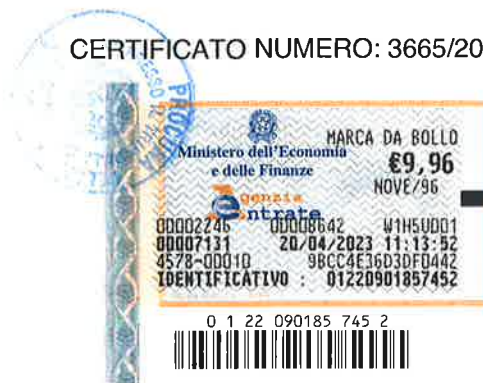 CERTIFICATO NUMERO: 3665/20
PROCURA
Ministero dell'Economia
e delle Finanze
MARCA DA BOLLO
€9,96
NOVE/96
genzia
ntrate
00002246 00008642 W1H5U001
00007131 20/04/2023 11:13:52
4578-00010 9BCC4E36D3DF0442
IDENTIFICATIVO : 01220901857452
0 1 22 090185 745 2